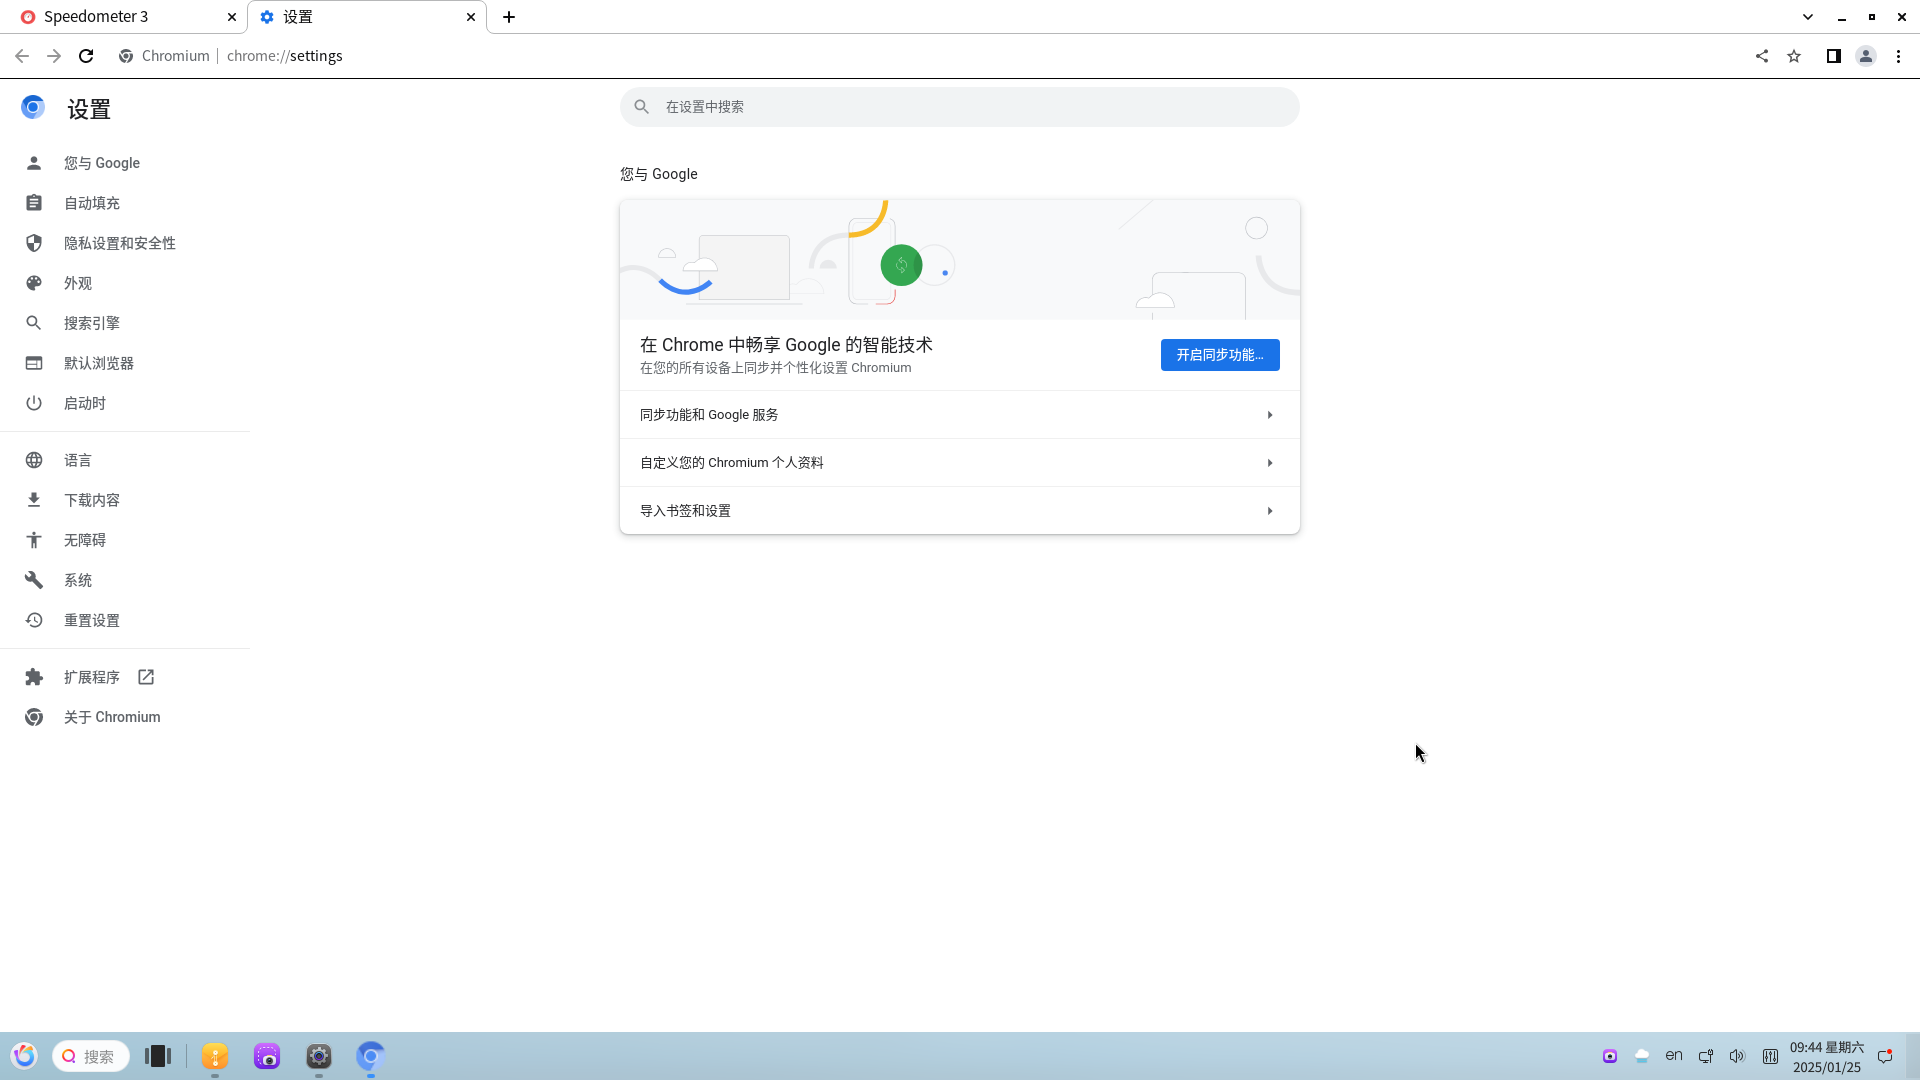 Speedometer 3
设置
Chromium
chrome://settings
设置
在设置中搜索
您与 Google
自动填充
隐私设置和安全性
外观
搜索引擎
默认浏览器
启动时
语言
下载内容
无障碍
系统
重置设置
扩展程序
关于 Chromium
您与 Google
在 Chrome 中畅享 Google 的智能技术
在您的所有设备上同步并个性化设置 Chromium
开启同步功能...
同步功能和 Google 服务
自定义您的 Chromium 个人资料
导入书签和设置
搜索
en
09:44 星期六
2025/01/25